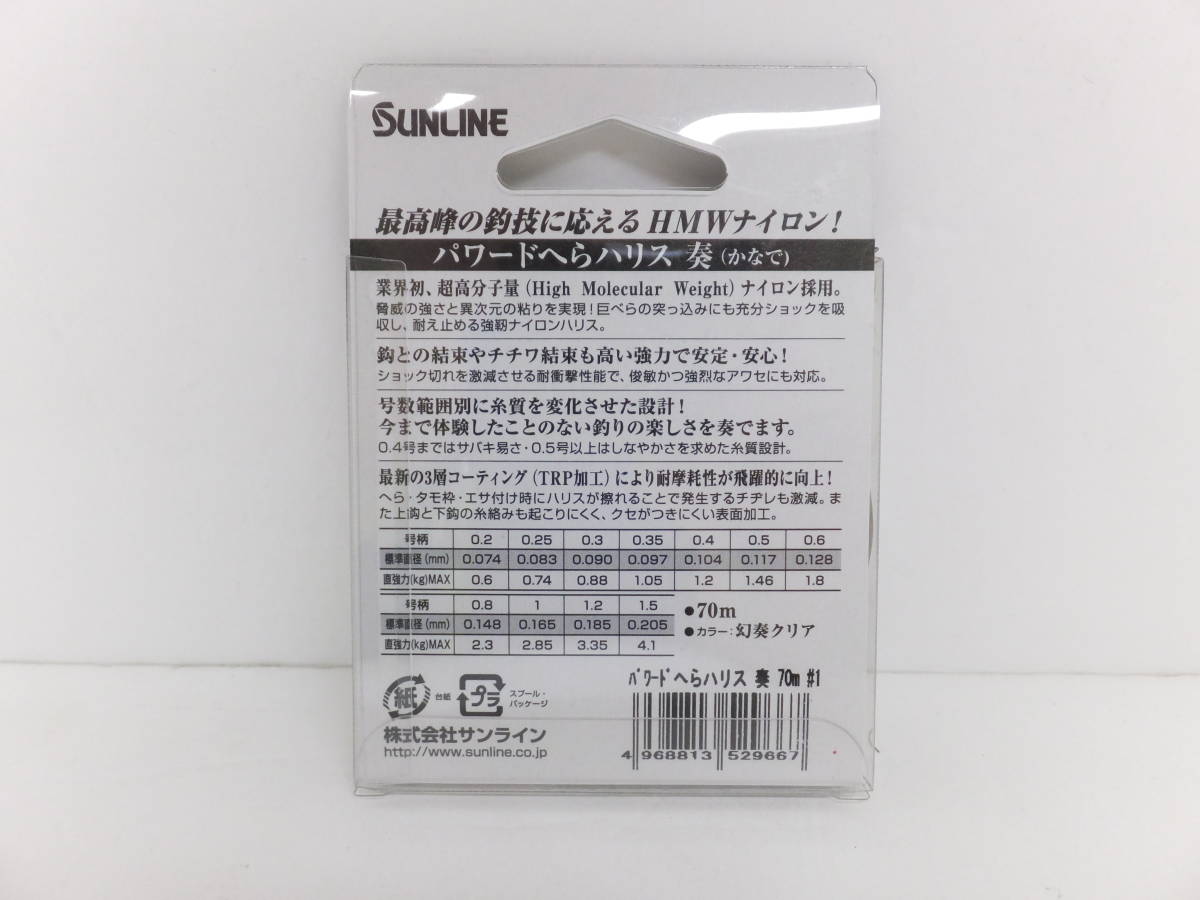 SUNLINE
最高峰の釣技に応えるHMWナイロン!
パワードへらハリス 奏(かなで)
業界初、超高分子量(High Molecular Weight)ナイロン採用。
脅威の強さと異次元の粘りを実現!巨べらの突っ込みにも充分ショックを吸
収し、耐え止める強靭ナイロンハリス。
鈎との結束やチチワ結束も高い強力で安定・安心!
ショック切れを激減させる耐衝撃性能で、俊敏かつ強烈なアワセにも対応。
号数範囲別に糸質を変化させた設計!
今まで体験したことのない釣りの楽しさを奏でます。
0.4号まではサバキ易さ・0.5号以上はしなやかさを求めた糸質設計。
最新の3層コーティング(TRP加工)により耐摩耗性が飛躍的に向上!
へら・タモ枠・エサ付け時にハリスが擦れることで発生するチヂレも激減。ま
た上鈎と下鈎の糸絡みも起こりにくく、クセがつきにくい表面加工。
号柄 0.2 0.25 0.3 0.35 0.4 0.5 0.6
標準直径(mm) 0.074 0.083 0.090 0.097 0.104 0.117 0.128
直強力(kg)MAX 0.6 0.74 0.88 1.05 1.2 1.46 1.8
号柄 0.8 1 1.2 1.5
標準直径(mm) 0.148 0.165 0.185 0.205
直強力(kg)MAX 2.3 2.85 3.35 4.1
●70m
●カラー:幻奏クリア
パワードへらハリス 奏 70m #1
紙 台紙 プラ スプール・
パッケージ
株式会社サンライン
http://www.sunline.co.jp
4 968813 529667